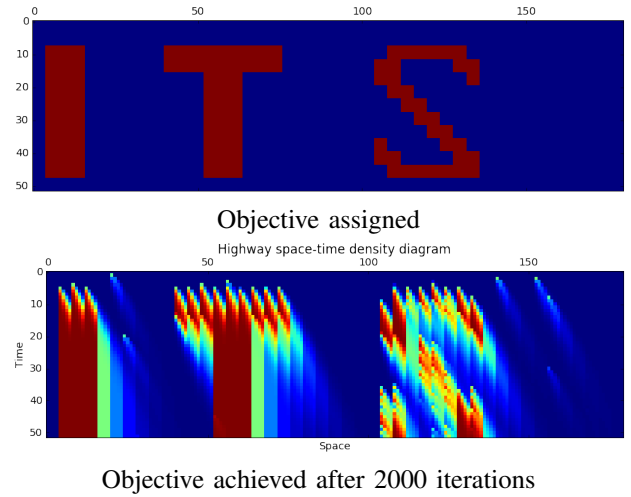 0 50 100 150
0
10
20
30
40
50
ITS
Objective assigned
Highway space-time density diagram
0 50 100 150
0
10
20
30
40
50
Time
Space
Objective achieved after 2000 iterations